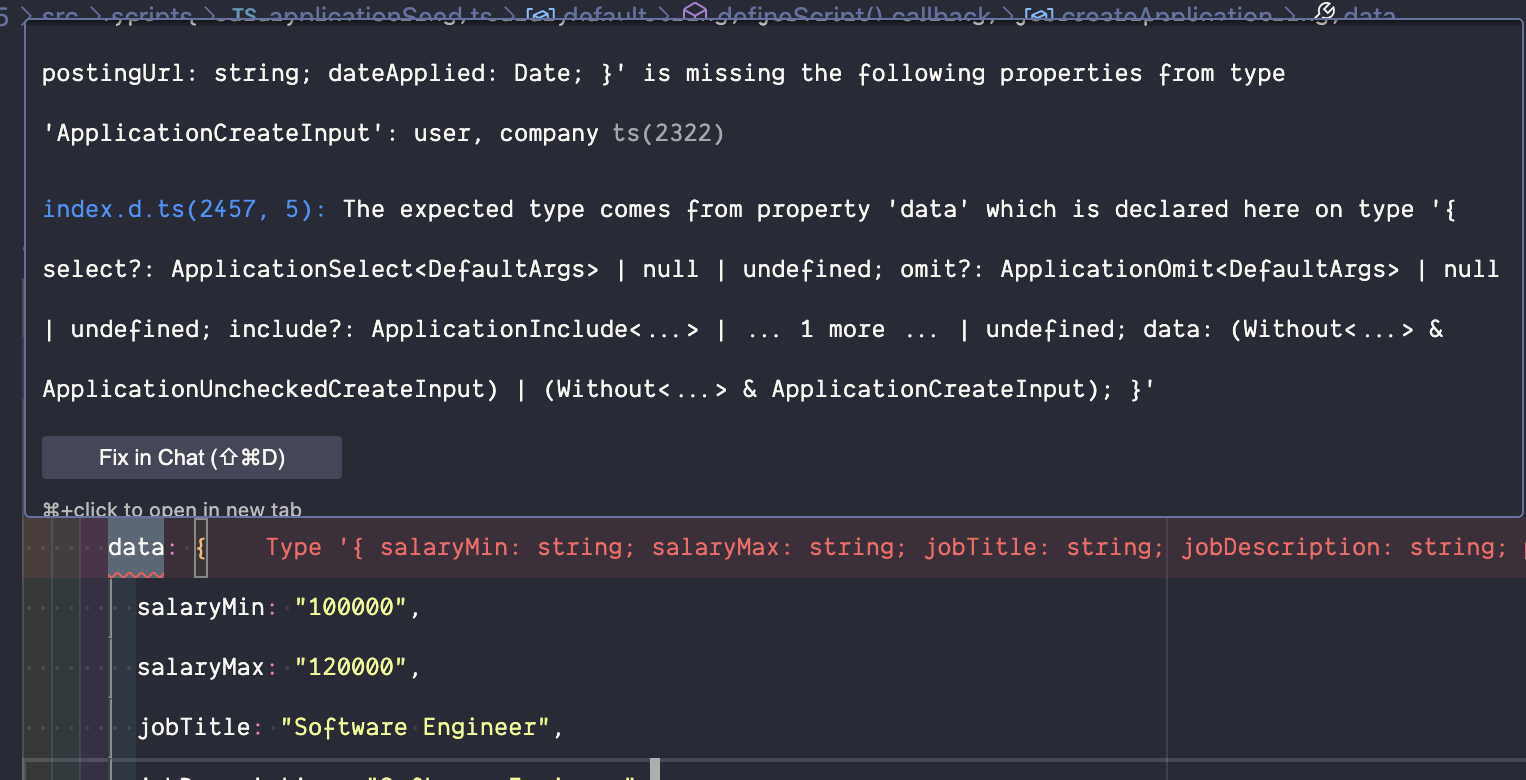 5 > src > scripts > TS applicationSeed.ts > default > defineScript() callback > createApplication > data
postingUrl: string; dateApplied: Date; }' is missing the following properties from type
'ApplicationCreateInput': user, company ts(2322)
index.d.ts(2457, 5): The expected type comes from property 'data' which is declared here on type '{
select?: ApplicationSelect<DefaultArgs> | null | undefined; omit?: ApplicationOmit<DefaultArgs> | null
| undefined; include?: ApplicationInclude<...> | ... 1 more ... | undefined; data: (Without<...> &
ApplicationUncheckedCreateInput) | (Without<...> & ApplicationCreateInput); }'
Fix in Chat (⇧⌘D)
⌘+click to open in new tab
data: { Type '{ salaryMin: string; salaryMax: string; jobTitle: string; jobDescription: string;
salaryMin: "100000",
salaryMax: "120000",
jobTitle: "Software Engineer",